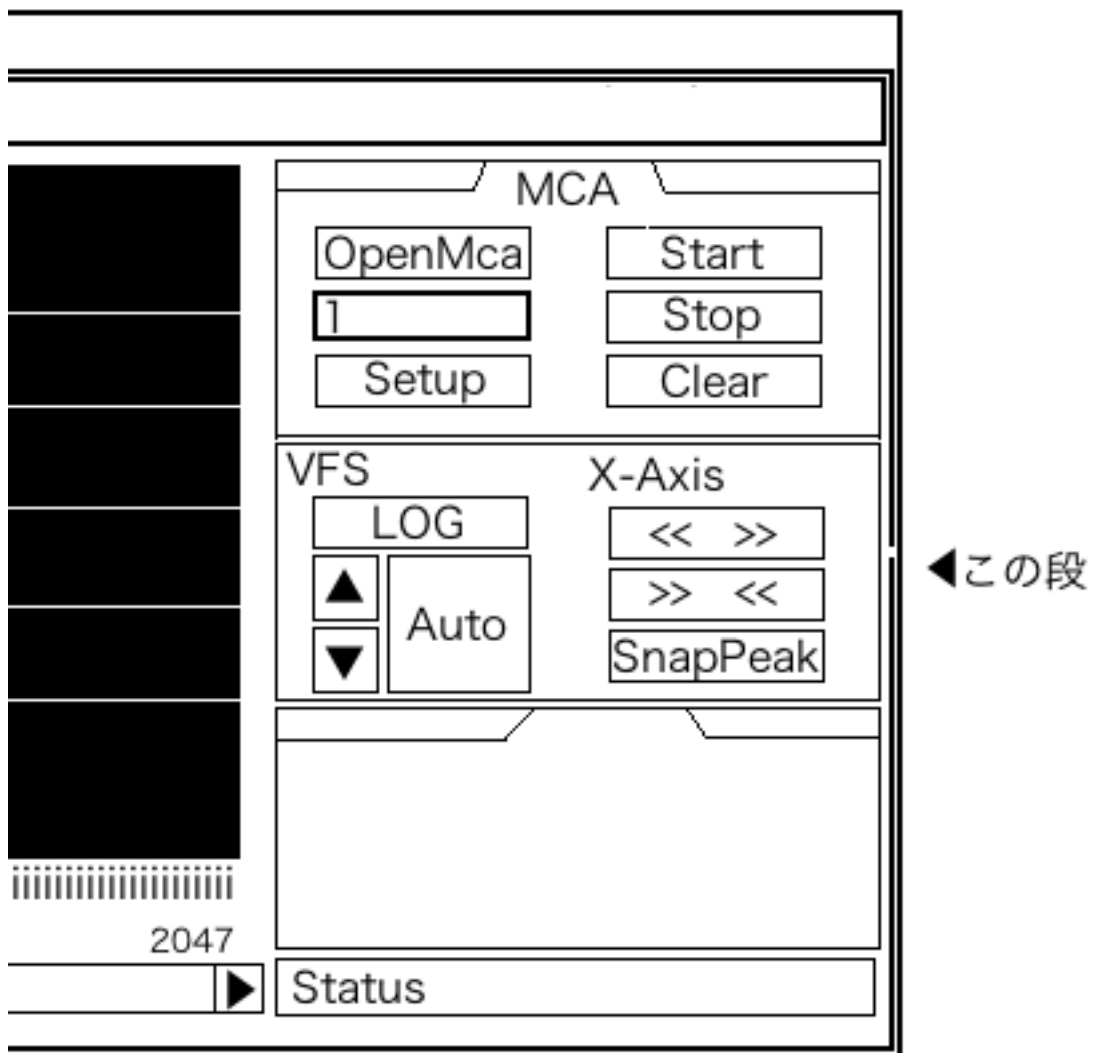 MCA
OpenMca
Start
1
Stop
Setup
Clear
VFS
X-Axis
LOG
<< >>
▲
Auto
>> <<
▼
SnapPeak
◀この段
2047
▶
Status